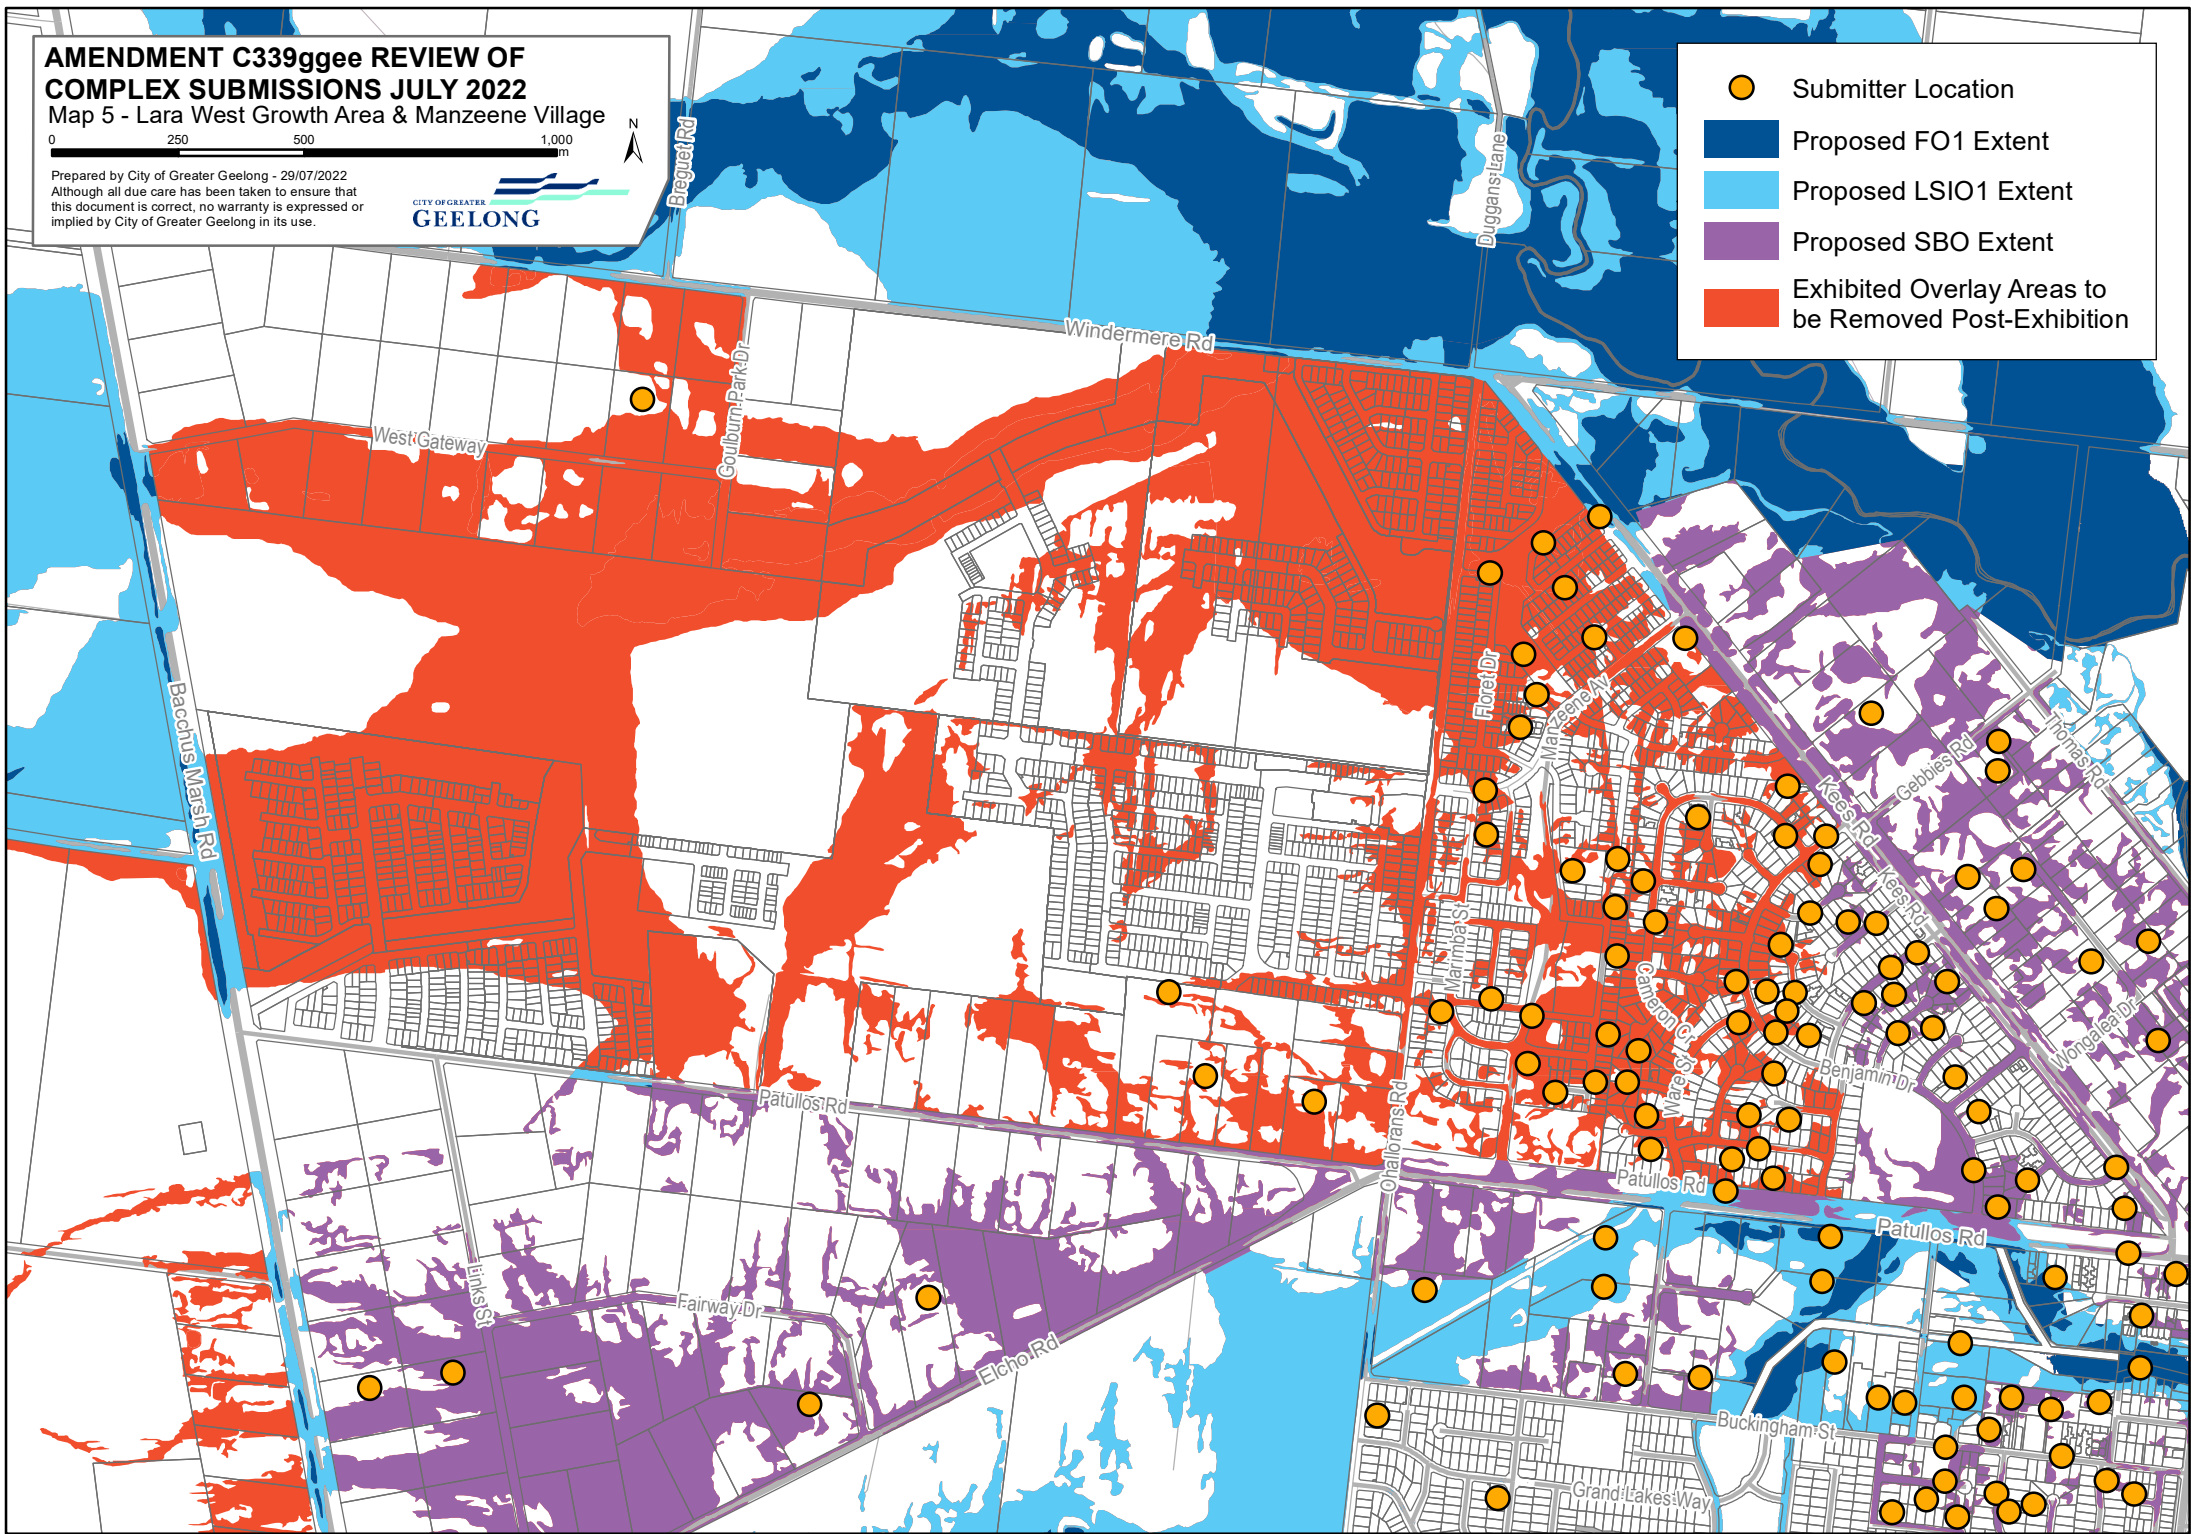 AMENDMENT C339ggee REVIEW OF
COMPLEX SUBMISSIONS JULY 2022
Map 5 - Lara West Growth Area & Manzeene Village
0 250 500 1,000
m
N
Prepared by City of Greater Geelong - 29/07/2022
Although all due care has been taken to ensure that
this document is correct, no warranty is expressed or
implied by City of Greater Geelong in its use.
CITY OF GREATER
GEELONG
Submitter Location
Proposed FO1 Extent
Proposed LSIO1 Extent
Proposed SBO Extent
Exhibited Overlay Areas to
be Removed Post-Exhibition
Breguet Rd
Duggans Lane
Windermere Rd
Goulburn Park Dr
West Gateway
Bacchus Marsh Rd
Floret Dr
Manzeene Av
Thomas Rd
Gebbies Rd
Kees Rd
Kees Rd
Marimba St
Cameron Cr
Ware St
Benjamin Dr
Wongalea Dr
Patullos Rd
Ohallorans Rd
Patullos Rd
Patullos Rd
Links St
Fairway Dr
Elcho Rd
Buckingham St
Grand Lakes Way